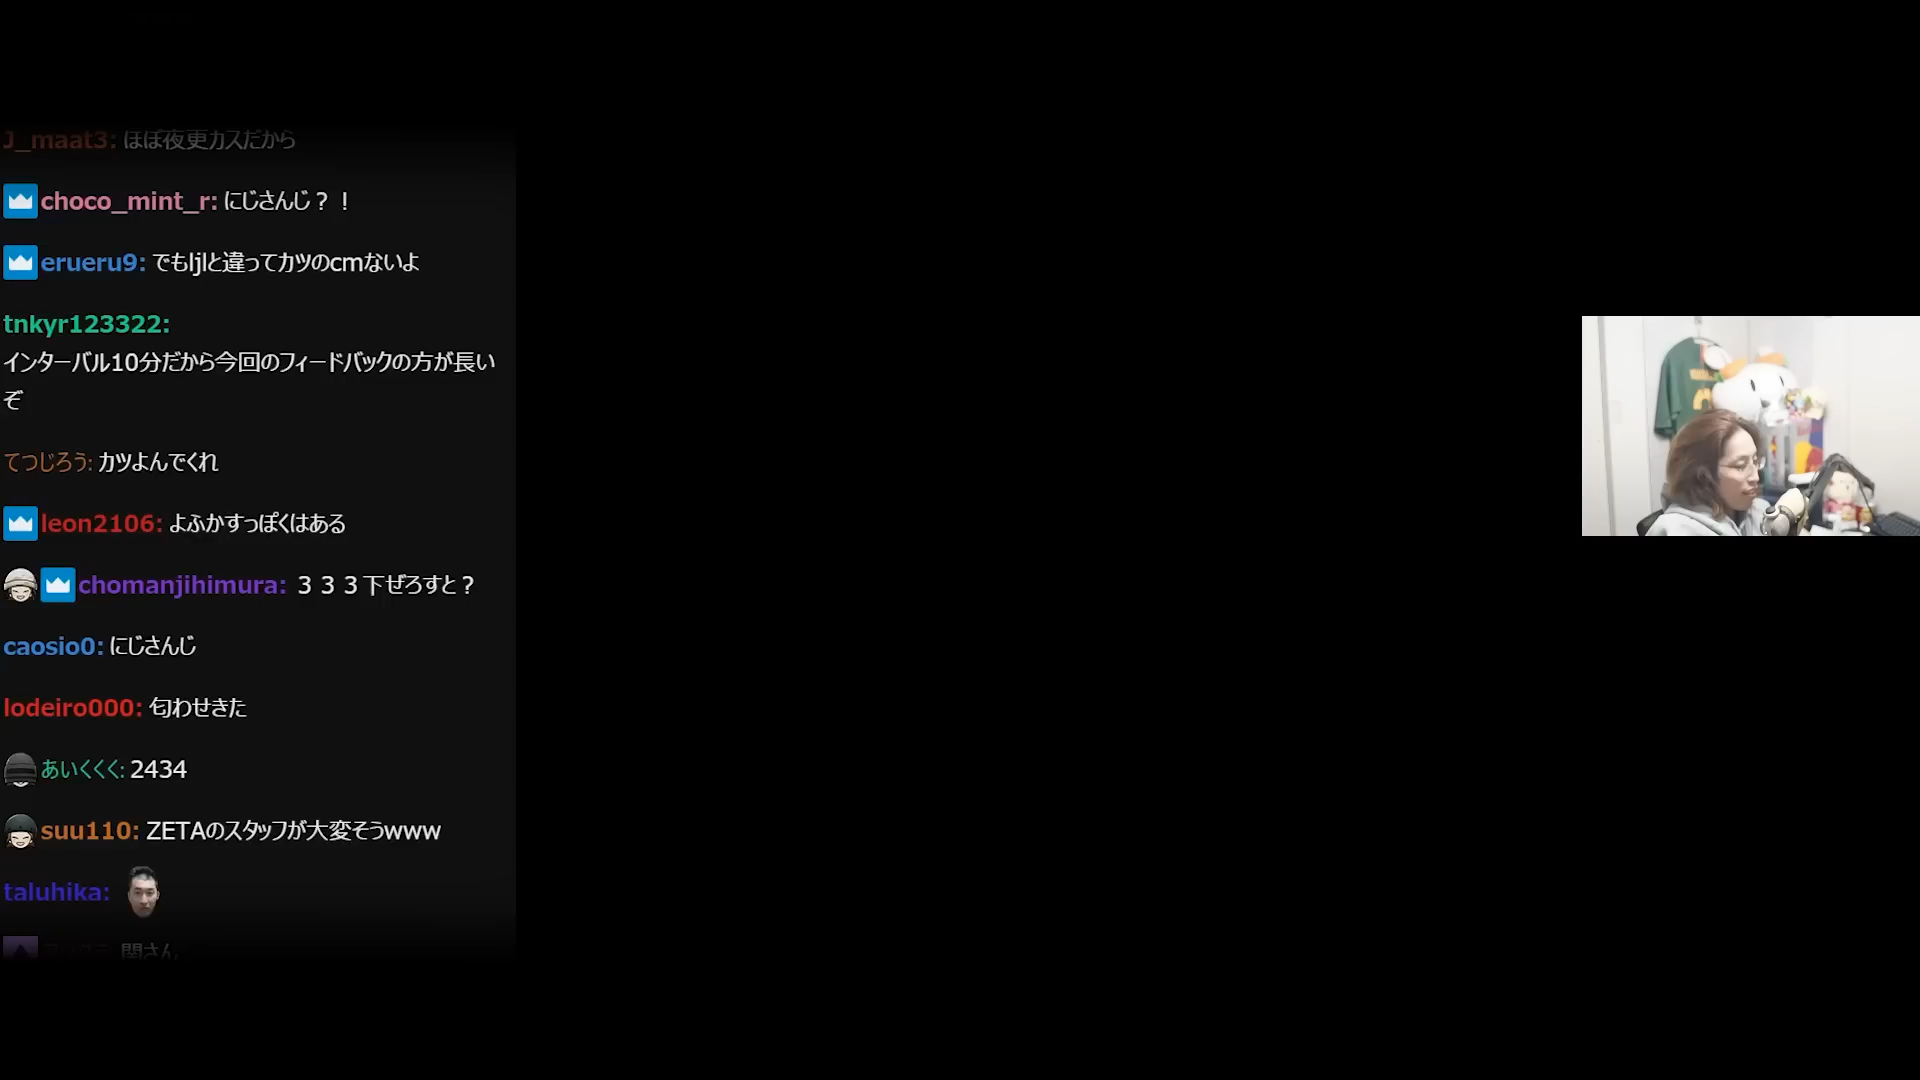 J_maat3: ほぼ夜更カスだから
choco_mint_r: にじさんじ？！
erueru9: でもljlと違ってカツのcmないよ
tnkyr123322:
インターバル10分だから今回のフィードバックの方が長い
ぞ
てつじろう: カツよんでくれ
leon2106: よふかすっぽくはある
chomanjihimura: ３３３下ぜろすと？
caosio0: にじさんじ
lodeiro000: 匂わせきた
あいくくく: 2434
suu110: ZETAのスタッフが大変そうwww
taluhika:
関さん